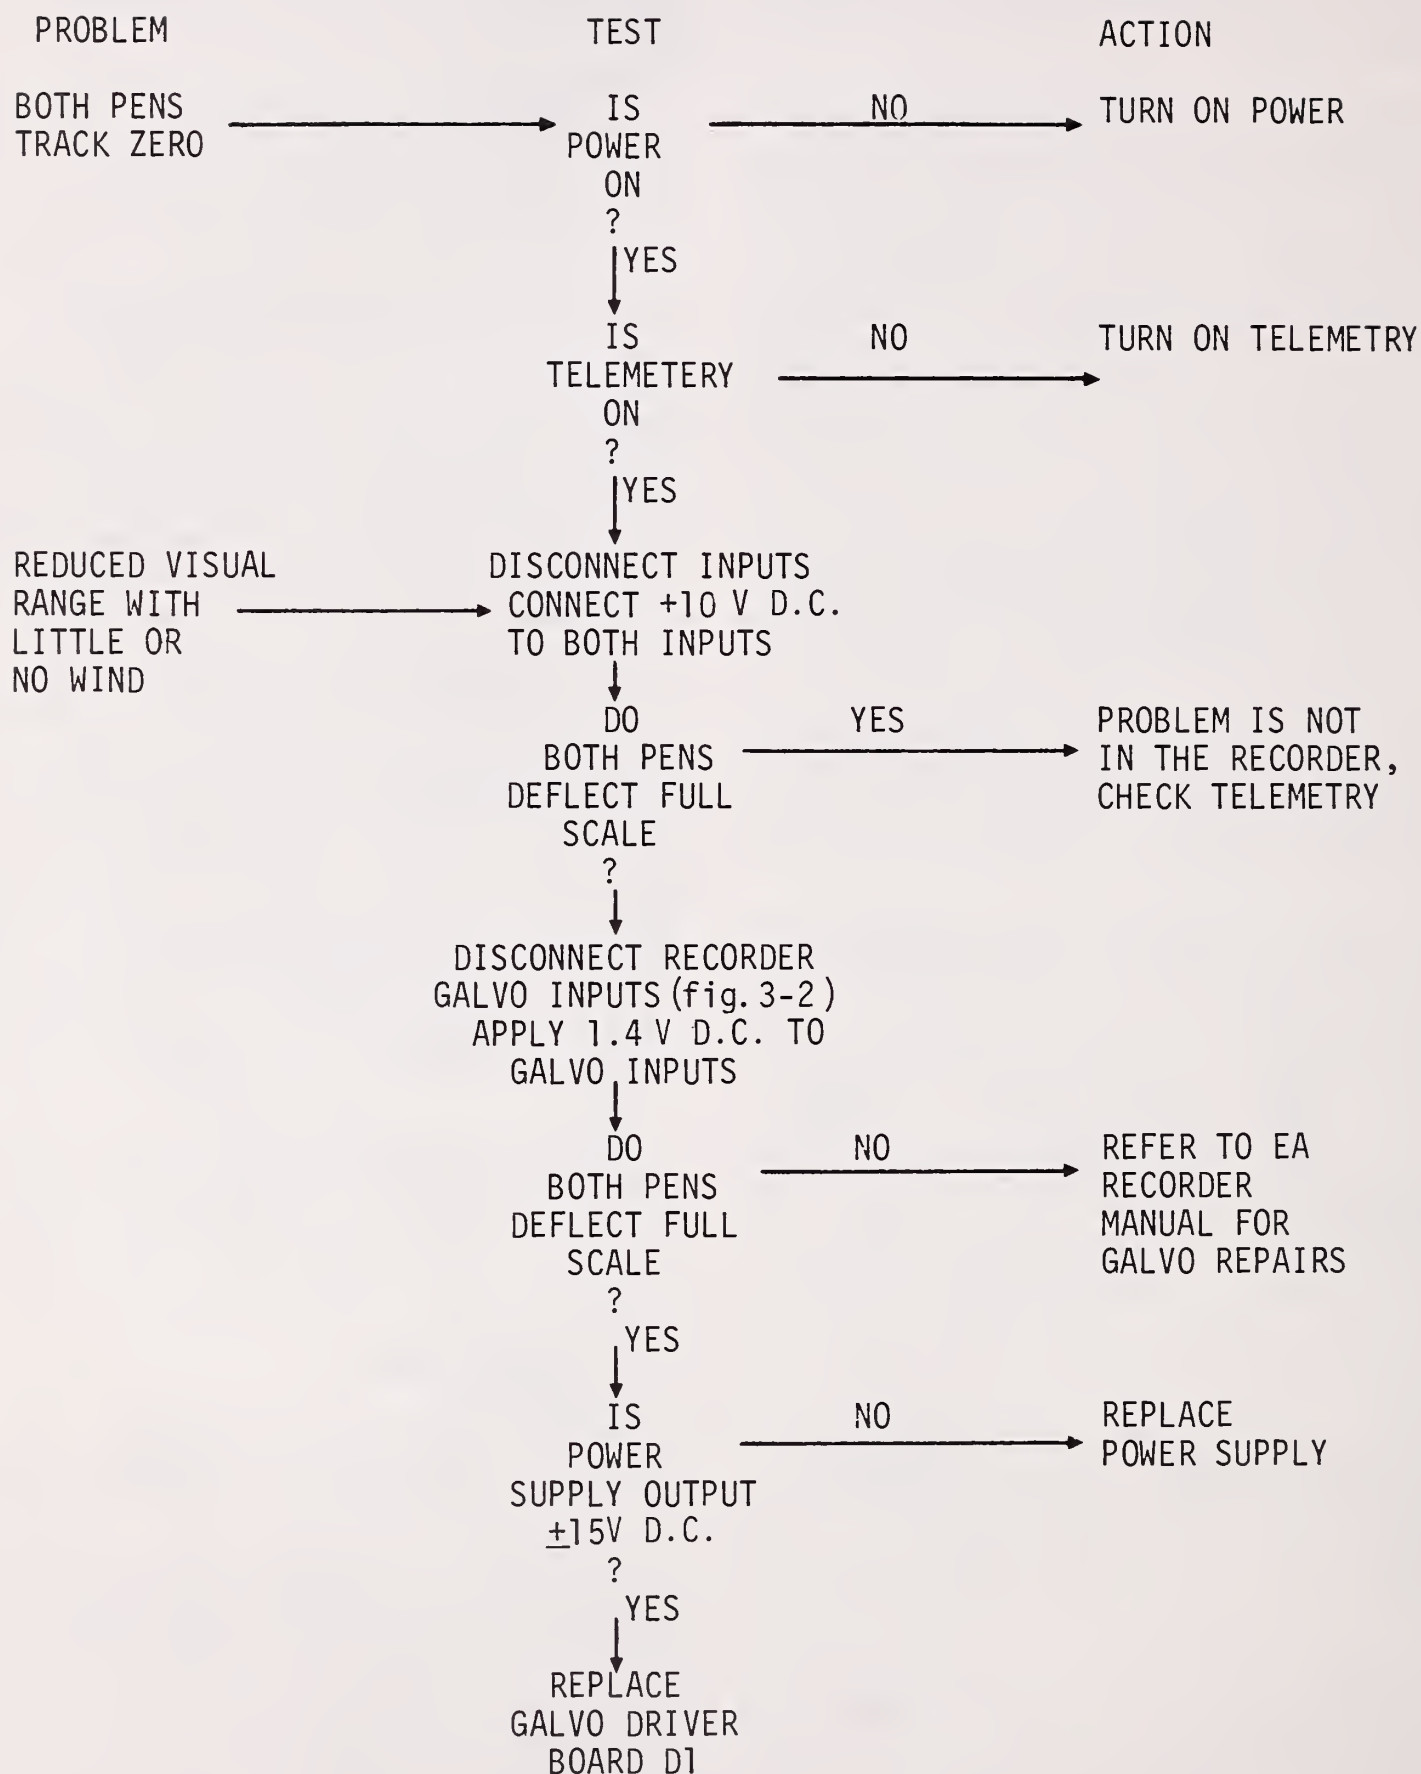 PROBLEM
TEST
ACTION
BOTH PENS
TRACK ZERO
IS
POWER
ON
?
NO
TURN ON POWER
YES
IS
TELEMETERY
ON
?
NO
TURN ON TELEMETRY
YES
REDUCED VISUAL
RANGE WITH
LITTLE OR
NO WIND
DISCONNECT INPUTS
CONNECT +10 V D.C.
TO BOTH INPUTS
DO
BOTH PENS
DEFLECT FULL
SCALE
?
YES
PROBLEM IS NOT
IN THE RECORDER,
CHECK TELEMETRY
DISCONNECT RECORDER
GALVO INPUTS (fig. 3-2)
APPLY 1.4 V D.C. TO
GALVO INPUTS
DO
BOTH PENS
DEFLECT FULL
SCALE
?
NO
REFER TO EA
RECORDER
MANUAL FOR
GALVO REPAIRS
YES
IS
POWER
SUPPLY OUTPUT
±15V D.C.
?
NO
REPLACE
POWER SUPPLY
YES
REPLACE
GALVO DRIVER
BOARD D1